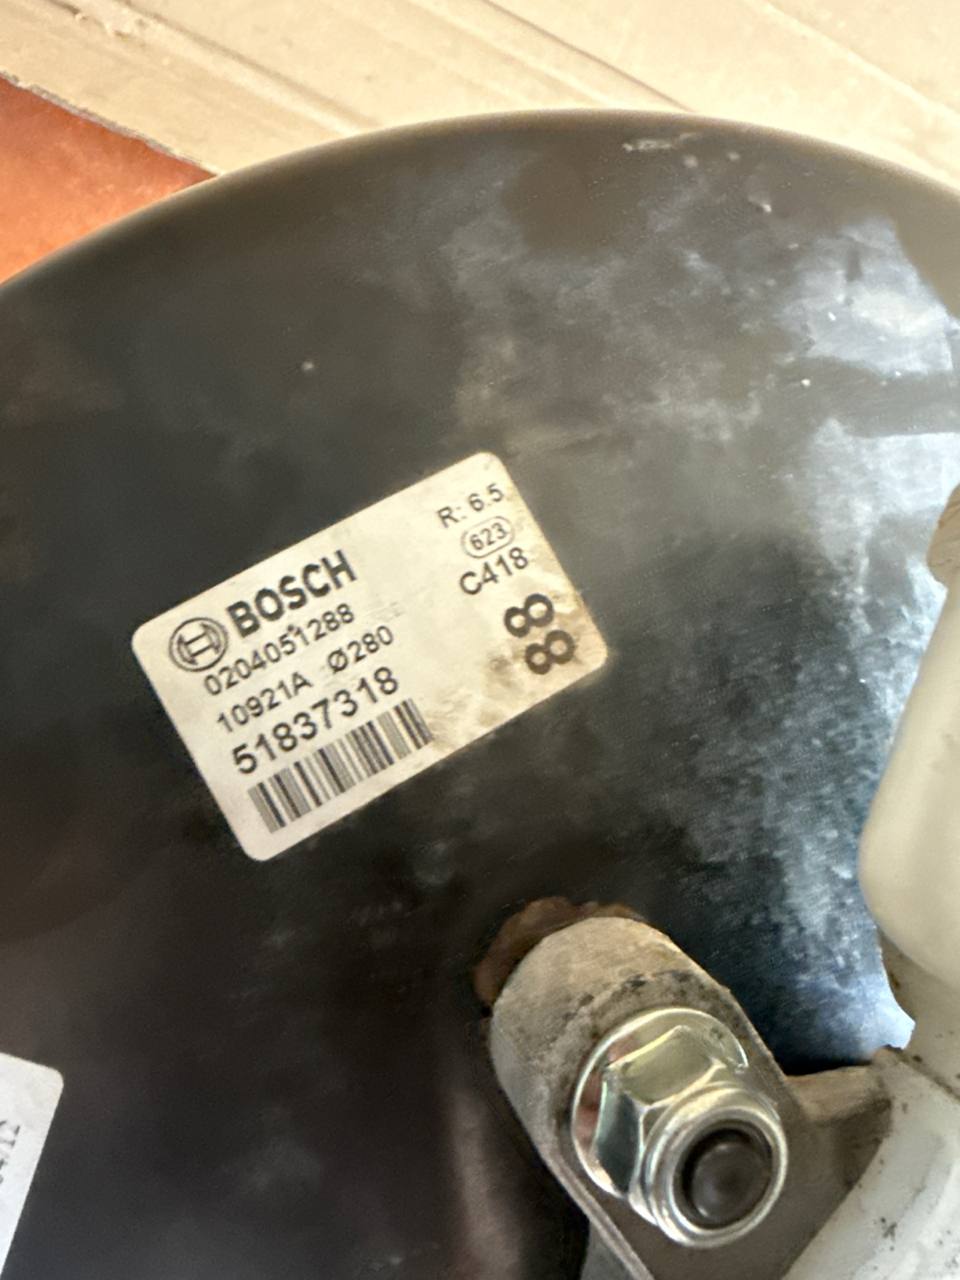 BOSCH
0204051288
10921A Ø280
51837318
R: 6.5
623
C418
88